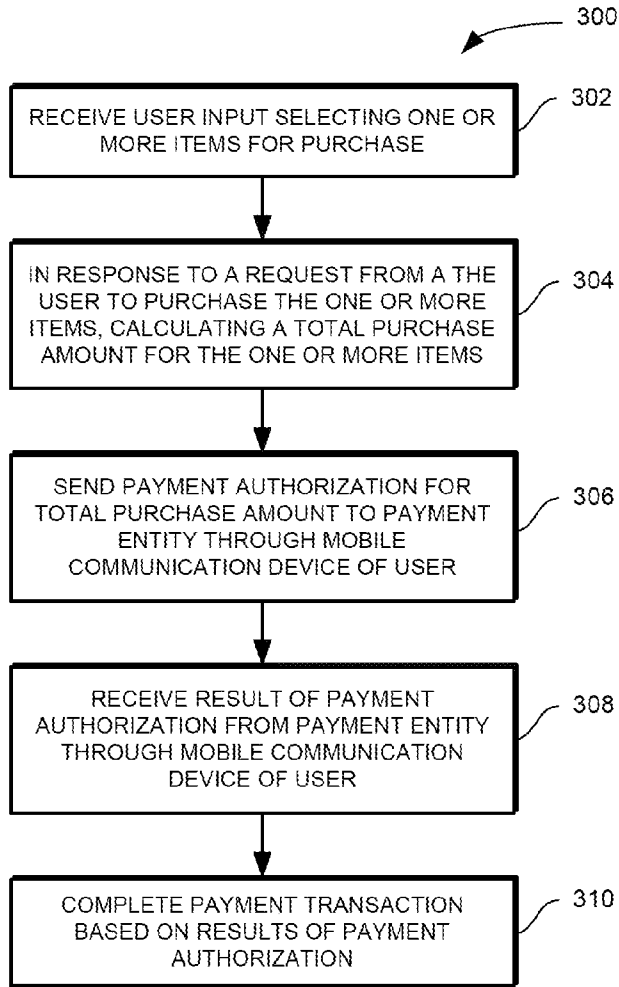 300
RECEIVE USER INPUT SELECTING ONE OR
MORE ITEMS FOR PURCHASE
302
IN RESPONSE TO A REQUEST FROM A THE
USER TO PURCHASE THE ONE OR MORE
ITEMS, CALCULATING A TOTAL PURCHASE
AMOUNT FOR THE ONE OR MORE ITEMS
304
SEND PAYMENT AUTHORIZATION FOR
TOTAL PURCHASE AMOUNT TO PAYMENT
ENTITY THROUGH MOBILE
COMMUNICATION DEVICE OF USER
306
RECEIVE RESULT OF PAYMENT
AUTHORIZATION FROM PAYMENT ENTITY
THROUGH MOBILE COMMUNICATION
DEVICE OF USER
308
COMPLETE PAYMENT TRANSACTION
BASED ON RESULTS OF PAYMENT
AUTHORIZATION
310